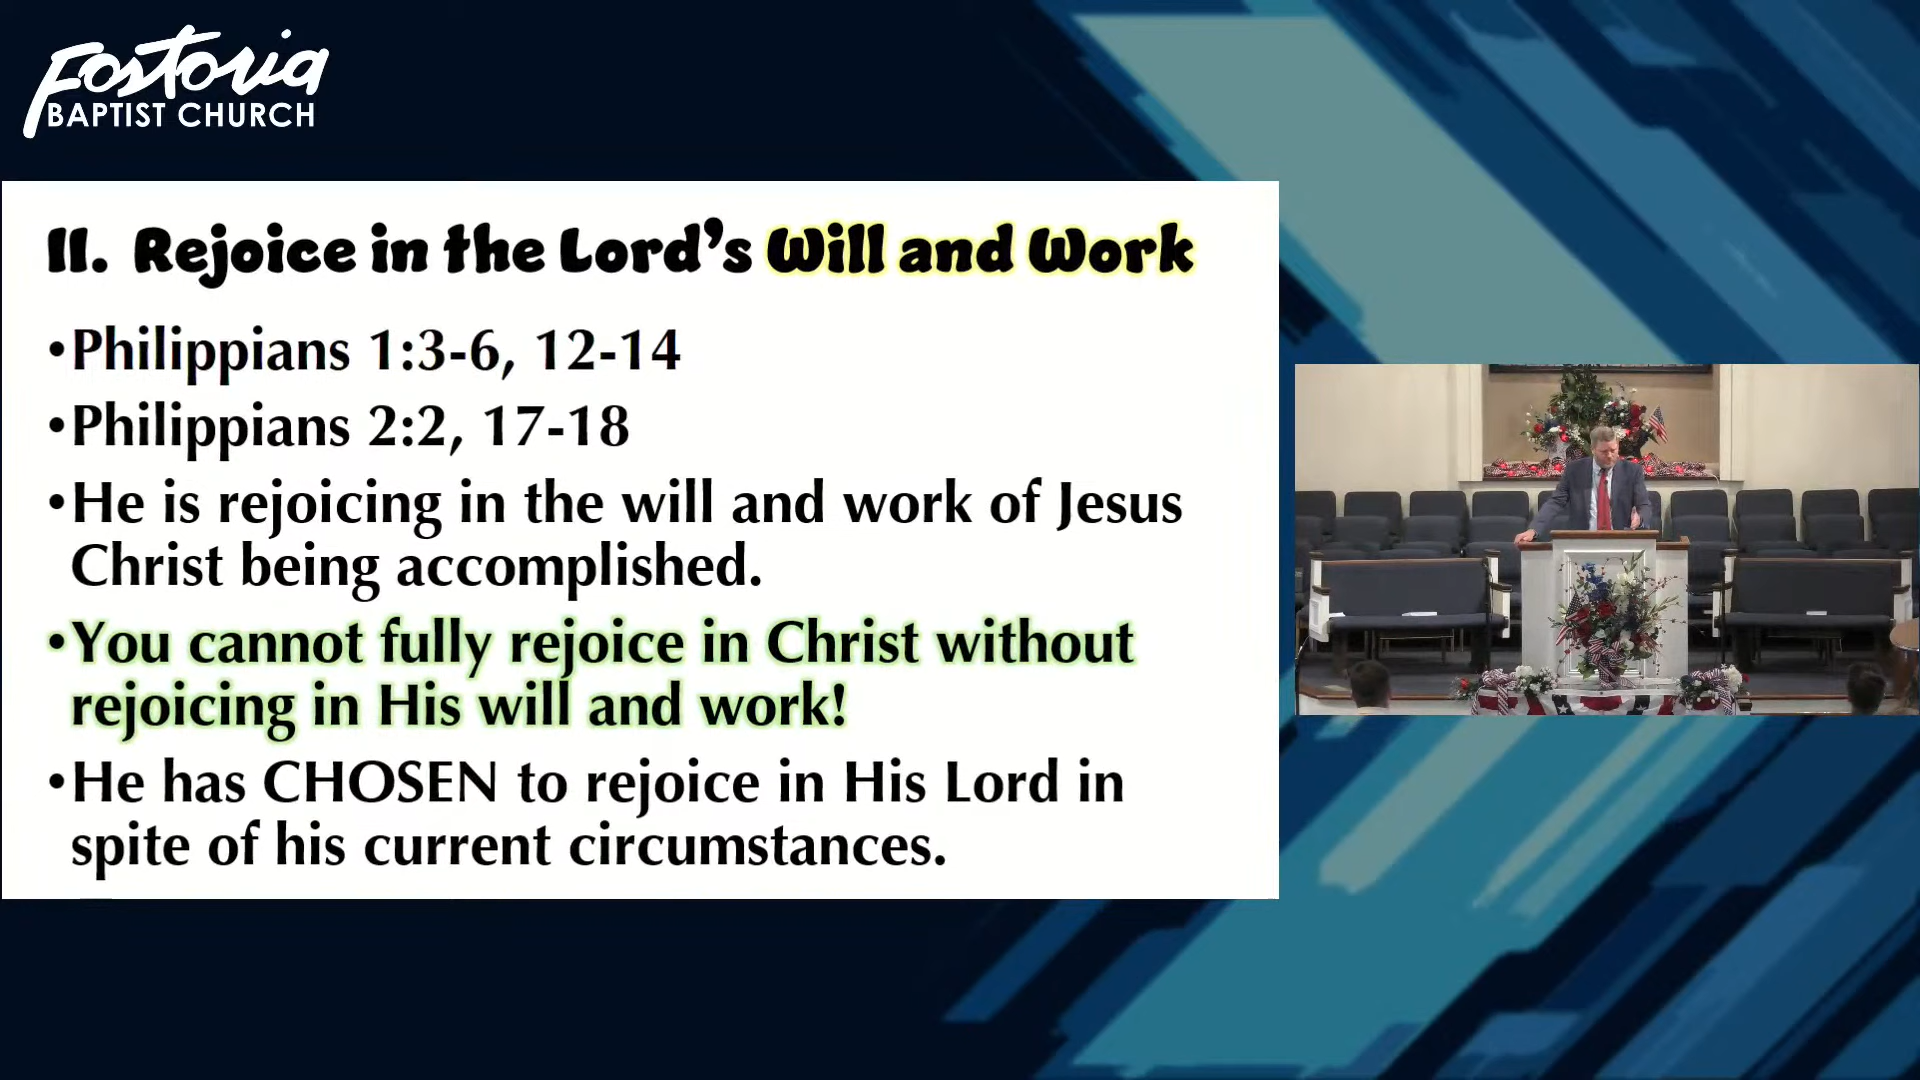 Fostoria
BAPTIST CHURCH
II. Rejoice in the Lord's Will and Work
•Philippians 1:3-6, 12-14
•Philippians 2:2, 17-18
•He is rejoicing in the will and work of Jesus
Christ being accomplished.
•You cannot fully rejoice in Christ without
rejoicing in His will and work!
•He has CHOSEN to rejoice in His Lord in
spite of his current circumstances.